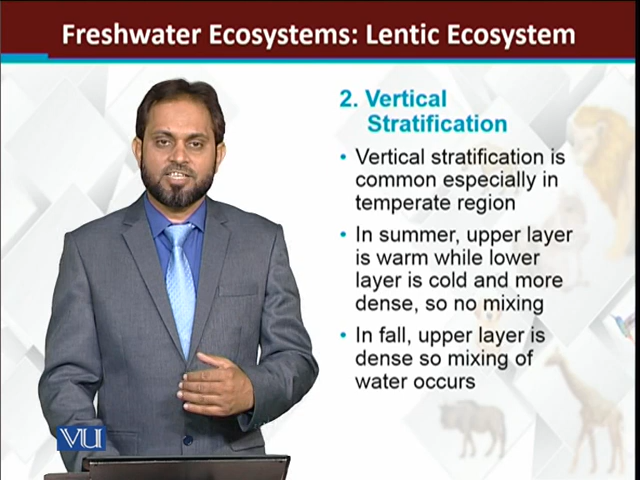 Freshwater Ecosystems: Lentic Ecosystem
2. Vertical
Stratification
• Vertical stratification is
common especially in
temperate region
• In summer, upper layer
is warm while lower
layer is cold and more
dense, so no mixing
• In fall, upper layer is
dense so mixing of
water occurs
VU